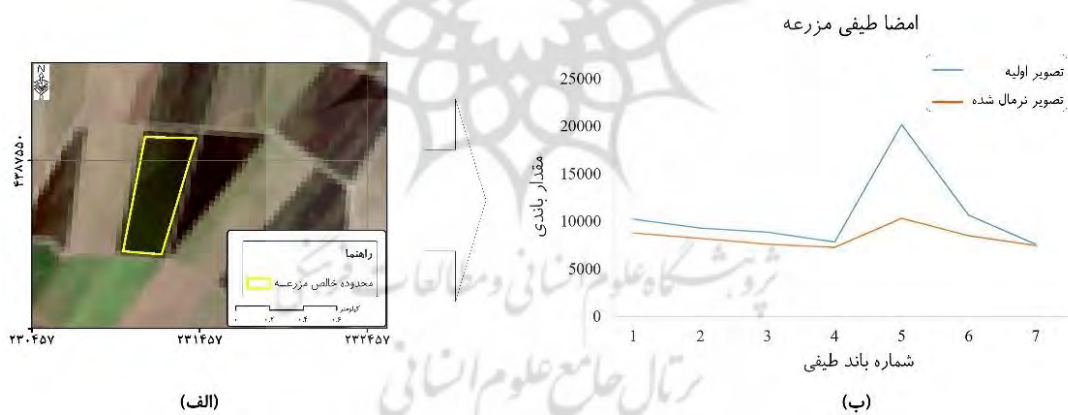 امضا طیفی مزرعه
تصویر اولیه
تصویر نرمال شده
25000
20000
15000
10000
5000
0
مقدار باندی
1 2 3 4 5 6 7
شماره باند طیفی
(ب)
N
۴۳۸۷۵۵۰
راهنما
محدوده خالص مزرعـه
کیلومتر
۰ ۰.۲ ۰.۴ ۰.۶
۲۳۰۴۵۷ ۲۳۱۴۵۷ ۲۳۲۴۵۷
(الف)
پژوهشگاه علوم انسانی و مطالعات فرهنگی
پرتال جامع علوم انسانی